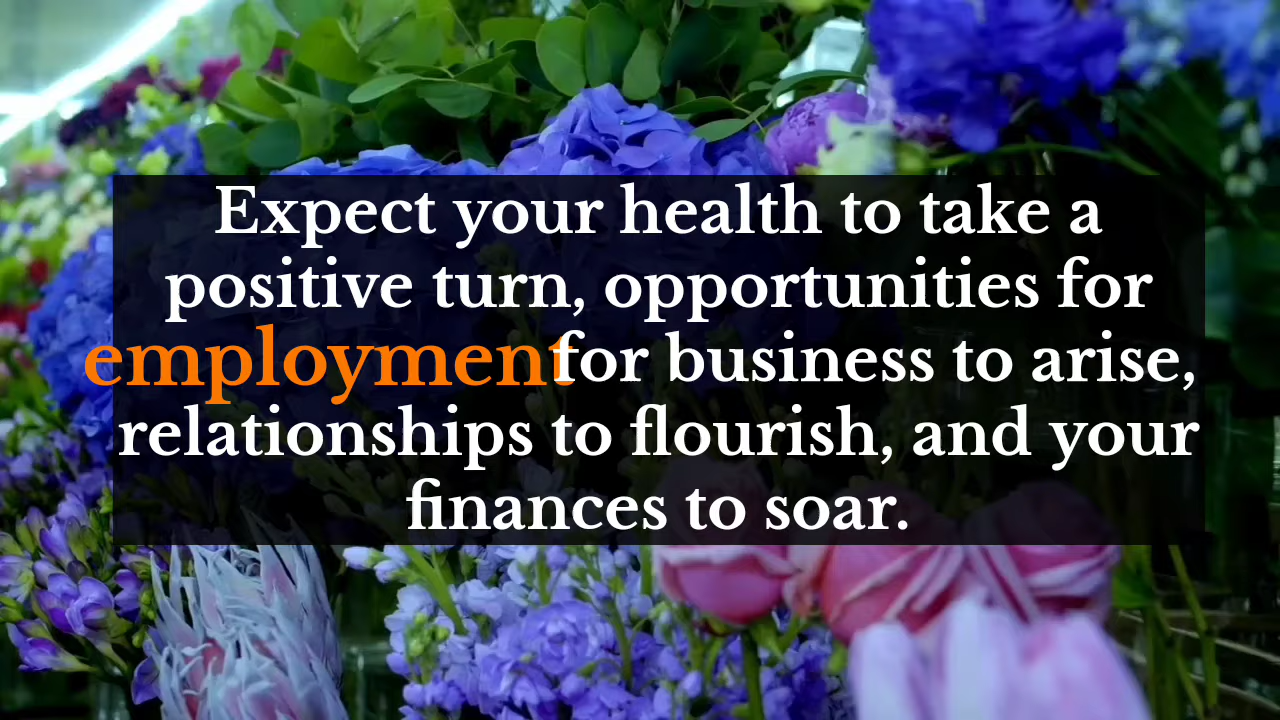 Expect your health to take a
positive turn, opportunities for
employment for business to arise,
relationships to flourish, and your
finances to soar.